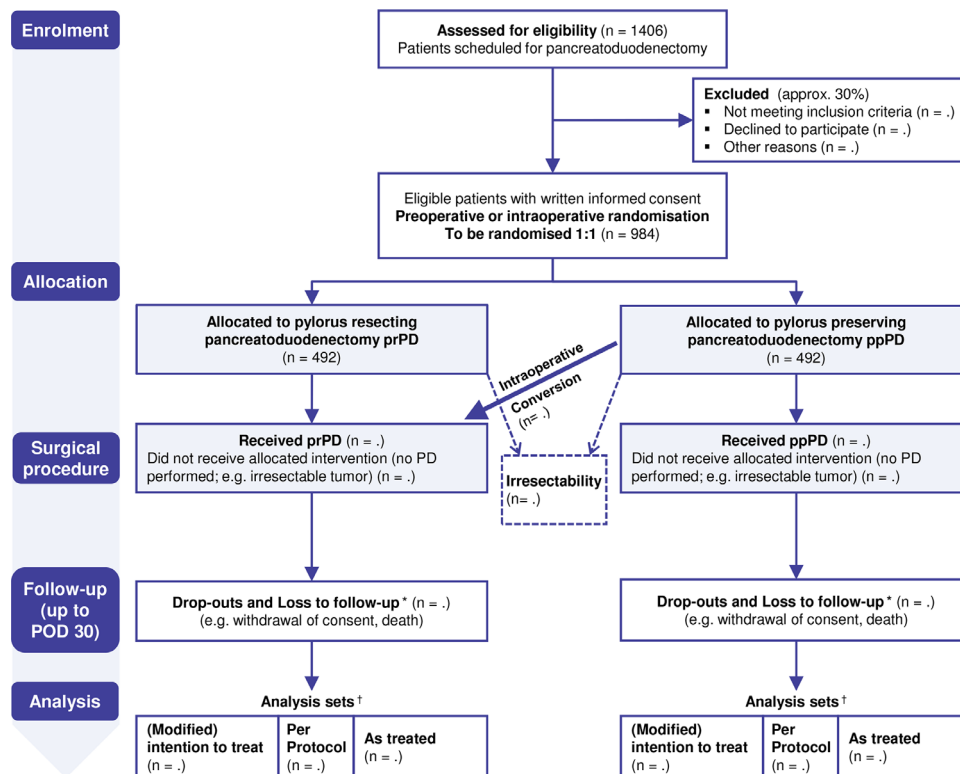 Enrolment
Assessed for eligibility (n = 1406)
Patients scheduled for pancreatoduodenectomy
Excluded (approx. 30%)
▪ Not meeting inclusion criteria (n = .)
▪ Declined to participate (n = .)
▪ Other reasons (n = .)
Eligible patients with written informed consent
Preoperative or intraoperative randomisation
To be randomised 1:1 (n = 984)
Allocation
Allocated to pylorus resecting
pancreatoduodenectomy prPD
(n = 492)
Allocated to pylorus preserving
pancreatoduodenectomy ppPD
(n = 492)
Intraoperative
Conversion
(n= .)
Surgical
procedure
Received prPD (n = .)
Did not receive allocated intervention (no PD
performed; e.g. irresectable tumor) (n = .)
Irresectability
(n= .)
Received ppPD (n = .)
Did not receive allocated intervention (no PD
performed; e.g. irresectable tumor) (n = .)
Follow-up
(up to
POD 30)
Drop-outs and Loss to follow-up * (n = .)
(e.g. withdrawal of consent, death)
Drop-outs and Loss to follow-up * (n = .)
(e.g. withdrawal of consent, death)
Analysis
Analysis sets †
(Modified)
intention to treat
(n = .)
Per
Protocol
(n = .)
As treated
(n = .)
Analysis sets †
(Modified)
intention to treat
(n = .)
Per
Protocol
(n = .)
As treated
(n = .)